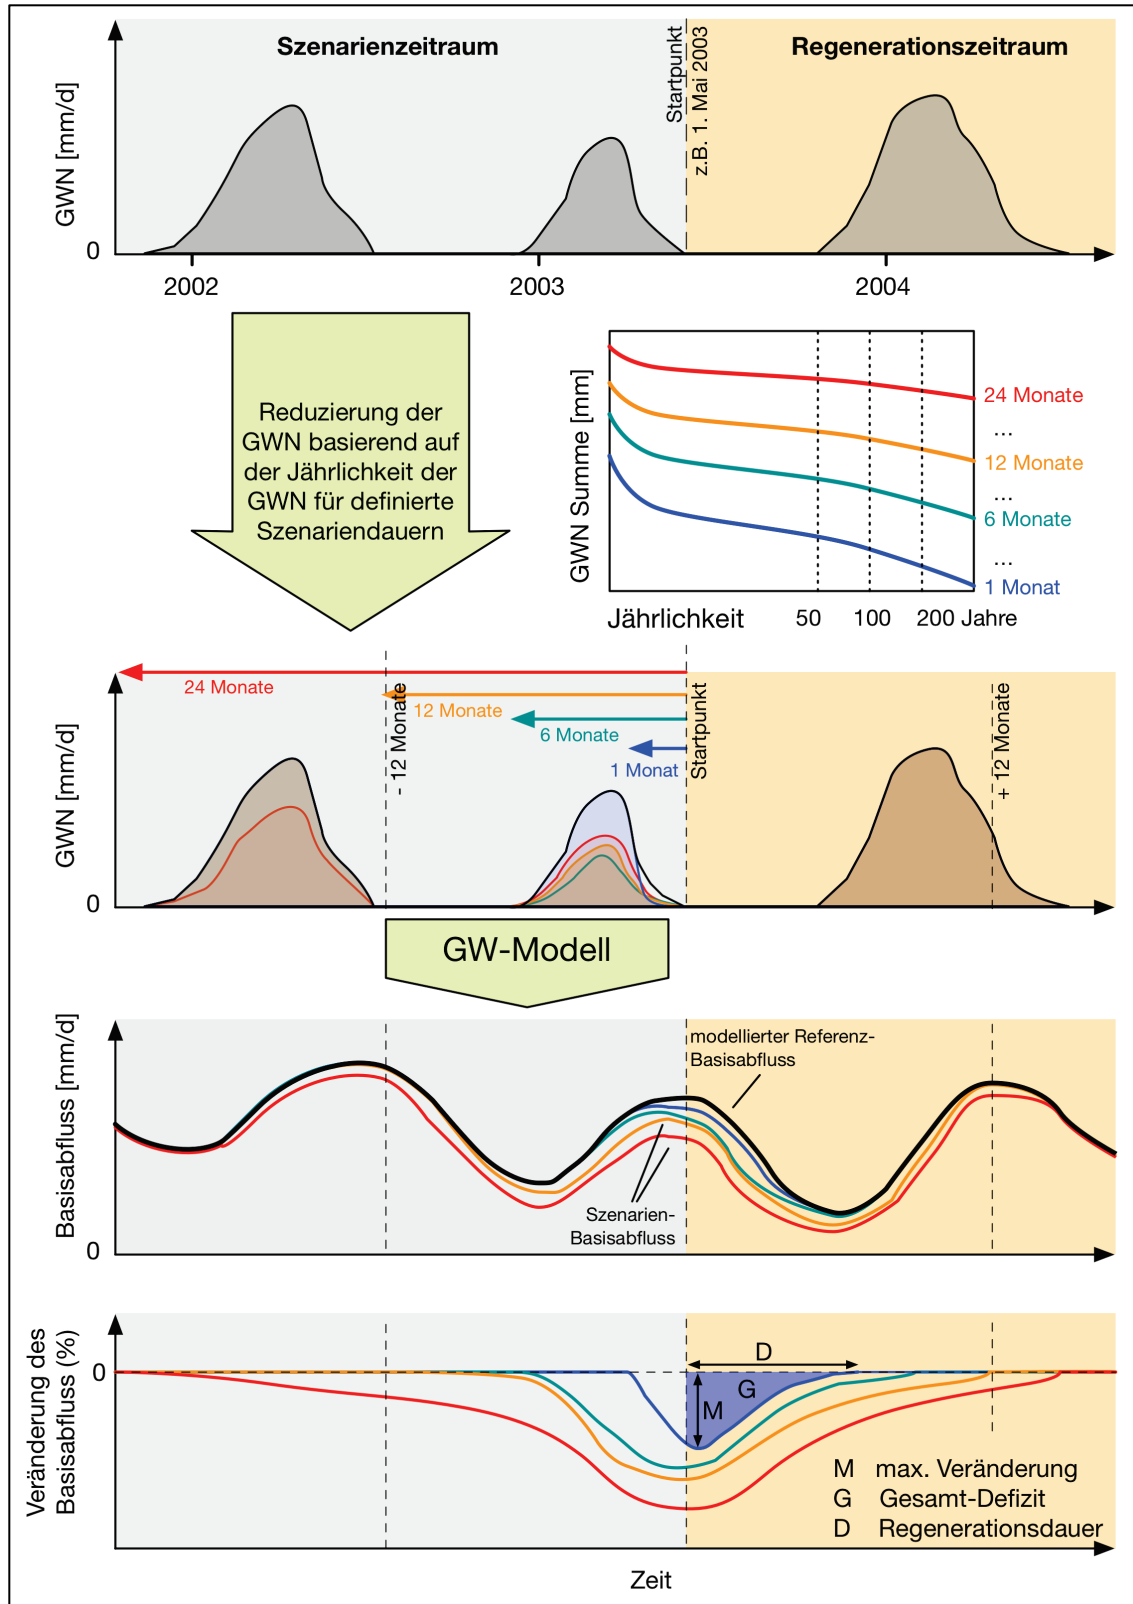 Szenarienzeitraum
Startpunkt
z.B. 1. Mai 2003
Regenerationszeitraum
GWN [mm/d]
0
2002
2003
2004
Reduzierung der
GWN basierend auf
der Jährlichkeit der
GWN für definierte
Szenariendauern
GWN Summe [mm]
24 Monate
...
12 Monate
...
6 Monate
...
1 Monat
Jährlichkeit
50
100
200 Jahre
24 Monate
12 Monate
6 Monate
1 Monat
- 12 Monate
Startpunkt
+ 12 Monate
GWN [mm/d]
0
GW-Modell
Basisabfluss [mm/d]
modellierter Referenz-
Basisabfluss
Szenarien-
Basisabfluss
0
Veränderung des
Basisabfluss (%)
0
D
G
M
M max. Veränderung
G Gesamt-Defizit
D Regenerationsdauer
Zeit